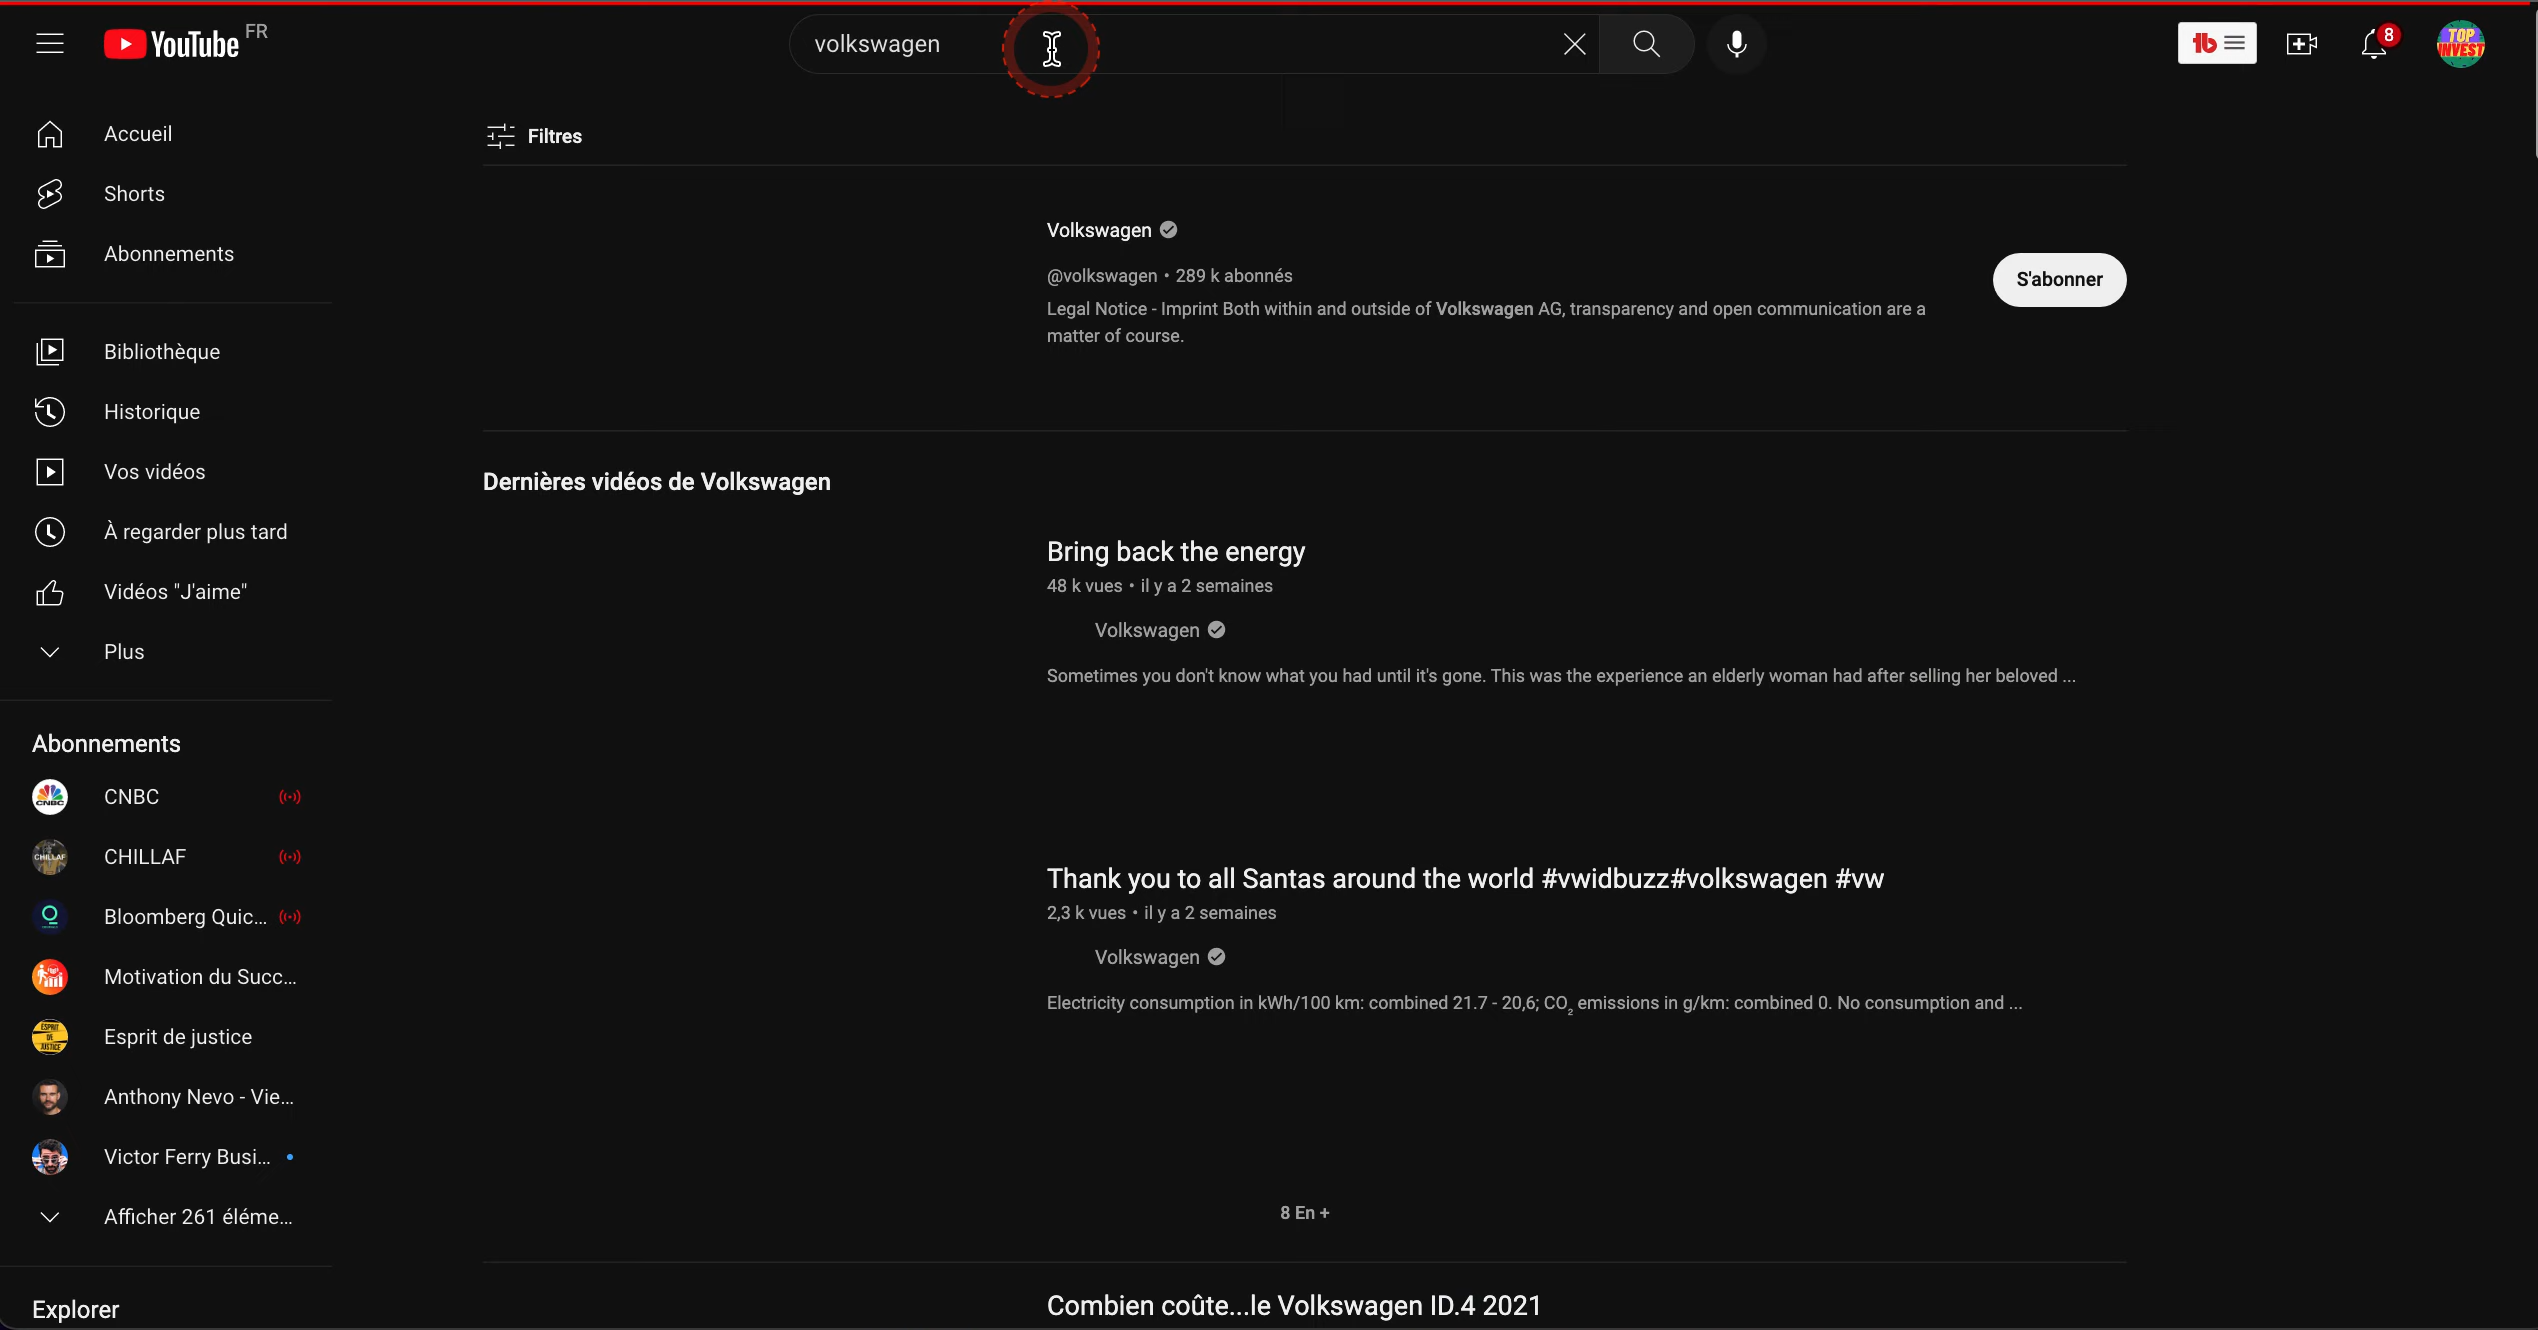 YouTube FR
volkswagen
8
TOP
INVEST
Accueil
Shorts
Abonnements
Bibliothèque
Historique
Vos vidéos
À regarder plus tard
Vidéos "J'aime"
Plus
Abonnements
CNBC
CHILLAF
Bloomberg Quic...
Motivation du Succ...
Esprit de justice
Anthony Nevo - Vie...
Victor Ferry Busi...
Afficher 261 éléme...
Explorer
Filtres
Volkswagen
@volkswagen • 289 k abonnés
Legal Notice - Imprint Both within and outside of Volkswagen AG, transparency and open communication are a
matter of course.
S'abonner
Dernières vidéos de Volkswagen
Bring back the energy
48 k vues • il y a 2 semaines
Volkswagen
Sometimes you don't know what you had until it's gone. This was the experience an elderly woman had after selling her beloved ...
Thank you to all Santas around the world #vwidbuzz#volkswagen #vw
2,3 k vues • il y a 2 semaines
Volkswagen
Electricity consumption in kWh/100 km: combined 21.7 - 20,6; CO₂ emissions in g/km: combined 0. No consumption and ...
8 En +
Combien coûte...le Volkswagen ID.4 2021